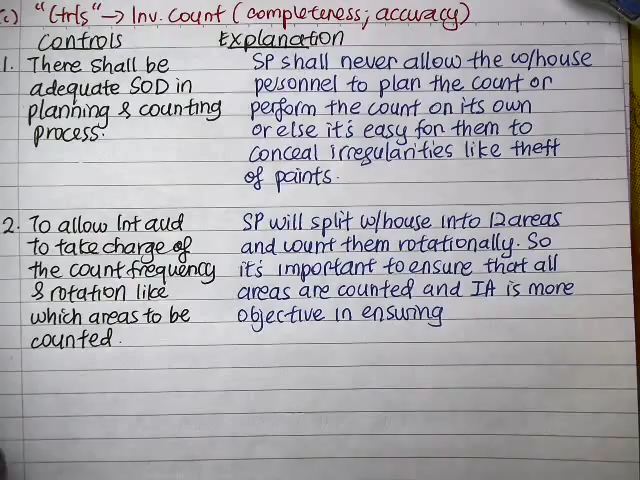 c) "Ctrls" → Inv. Count (completeness; accuracy)
Controls Explanation
1. There shall be SP shall never allow the w/house
adequate SOD in personnel to plan the count or
planning & counting perform the count on its own
process. or else it's easy for them to
conceal irregularities like theft
of paints.
2. To allow Int aud SP will split w/house into 12 areas
to take charge of and count them rotationally. So
the count frequency it's important to ensure that all
& rotation like areas are counted and IA is more
which areas to be objective in ensuring
counted.